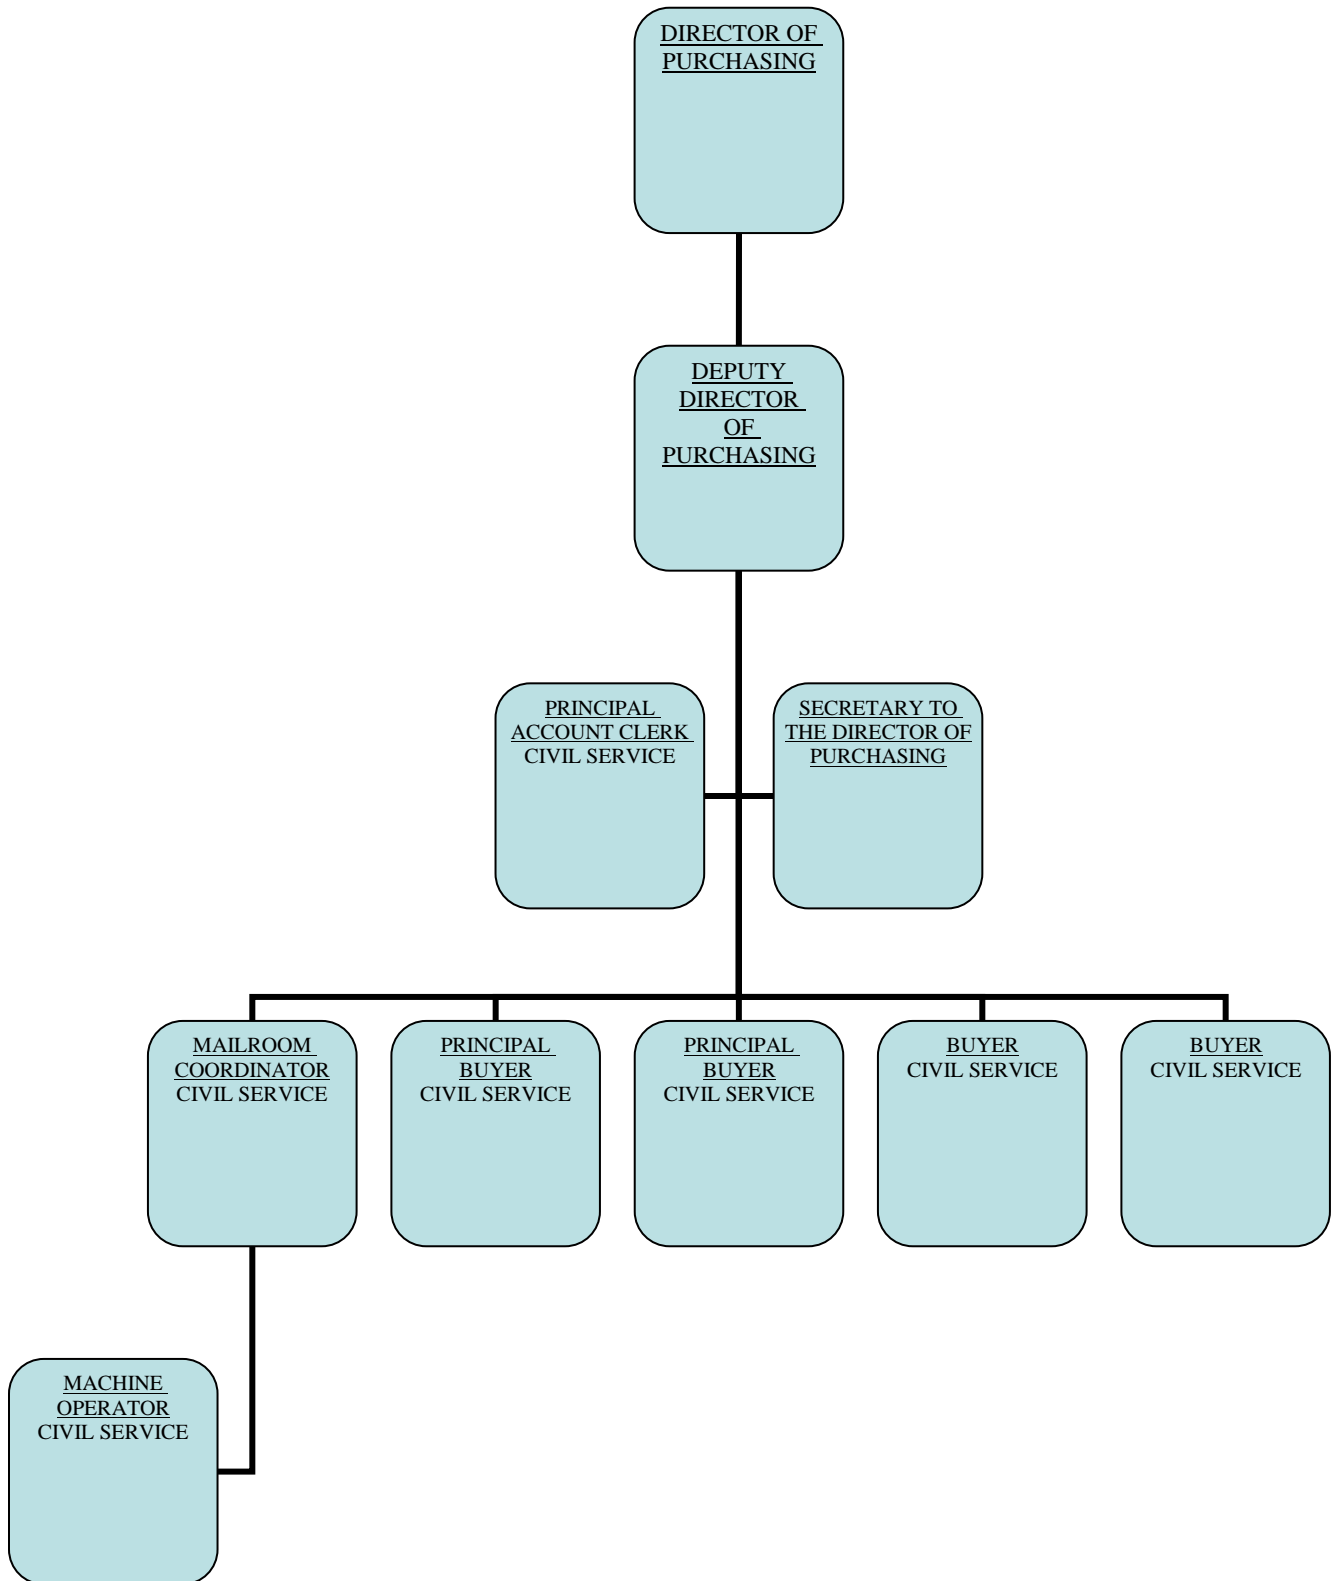 DIRECTOR OF
PURCHASING
DEPUTY
DIRECTOR
OF
PURCHASING
PRINCIPAL
ACCOUNT CLERK
CIVIL SERVICE
SECRETARY TO
THE DIRECTOR OF
PURCHASING
MAILROOM
COORDINATOR
CIVIL SERVICE
PRINCIPAL
BUYER
CIVIL SERVICE
PRINCIPAL
BUYER
CIVIL SERVICE
BUYER
CIVIL SERVICE
BUYER
CIVIL SERVICE
MACHINE
OPERATOR
CIVIL SERVICE